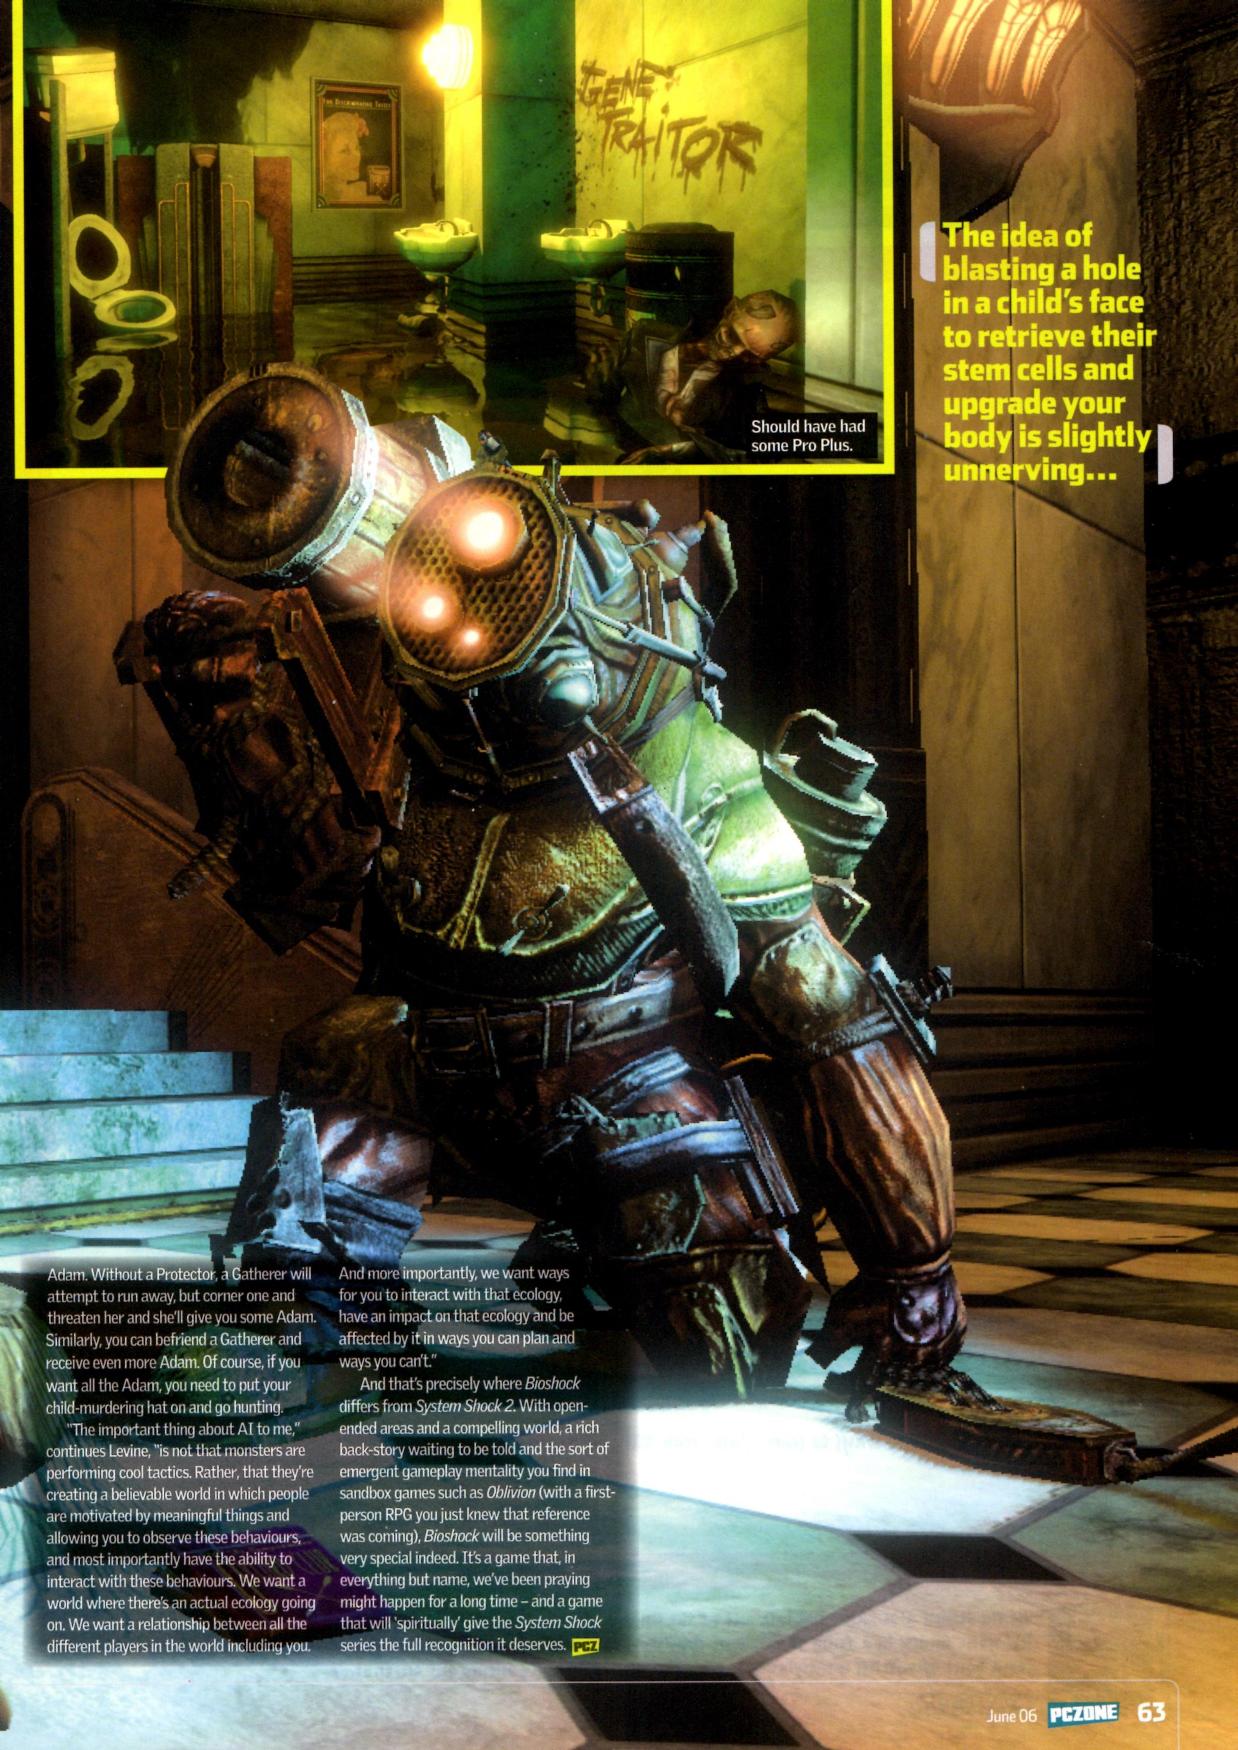 THE DISCRIMINATING TASTE
GENE
TRAITOR
Should have had
some Pro Plus.
The idea of
blasting a hole
in a child's face
to retrieve their
stem cells and
upgrade your
body is slightly
unnerving...
Adam. Without a Protector, a Gatherer will
attempt to run away, but corner one and
threaten her and she'll give you some Adam.
Similarly, you can befriend a Gatherer and
receive even more Adam. Of course, if you
want all the Adam, you need to put your
child-murdering hat on and go hunting.
"The important thing about AI to me,"
continues Levine, "is not that monsters are
performing cool tactics. Rather, that they're
creating a believable world in which people
are motivated by meaningful things and
allowing you to observe these behaviours,
and most importantly have the ability to
interact with these behaviours. We want a
world where there's an actual ecology going
on. We want a relationship between all the
different players in the world including you.
And more importantly, we want ways
for you to interact with that ecology,
have an impact on that ecology and be
affected by it in ways you can plan and
ways you can't."
And that's precisely where Bioshock
differs from System Shock 2. With open-
ended areas and a compelling world, a rich
back-story waiting to be told and the sort of
emergent gameplay mentality you find in
sandbox games such as Oblivion (with a first-
person RPG you just knew that reference
was coming), Bioshock will be something
very special indeed. It's a game that, in
everything but name, we've been praying
might happen for a long time – and a game
that will 'spiritually' give the System Shock
series the full recognition it deserves. PCZ
June 06 PCZONE 63